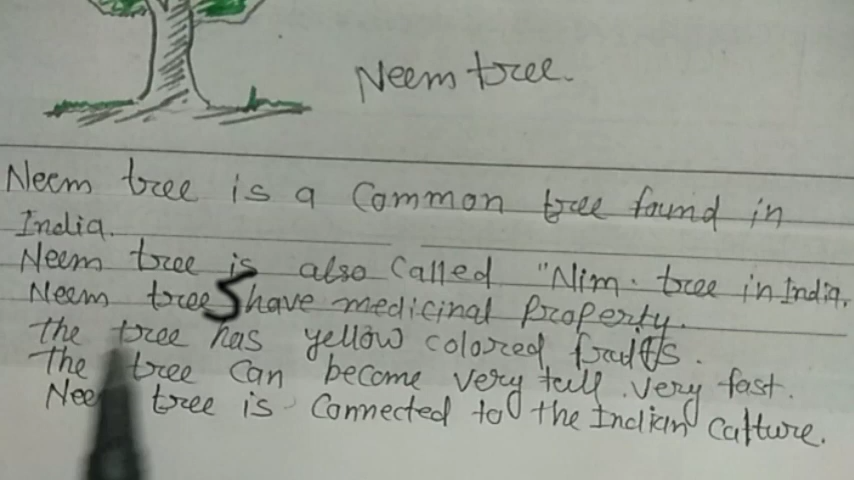 Neem tree.
Neem tree is a Common tree found in
India.
Neem tree is also Called "Nim. tree in India.
Neem trees have medicinal Property.
the tree has yellow colored fruits.
The tree can become very tall very fast.
Nee tree is Connected to the Indian Calture.